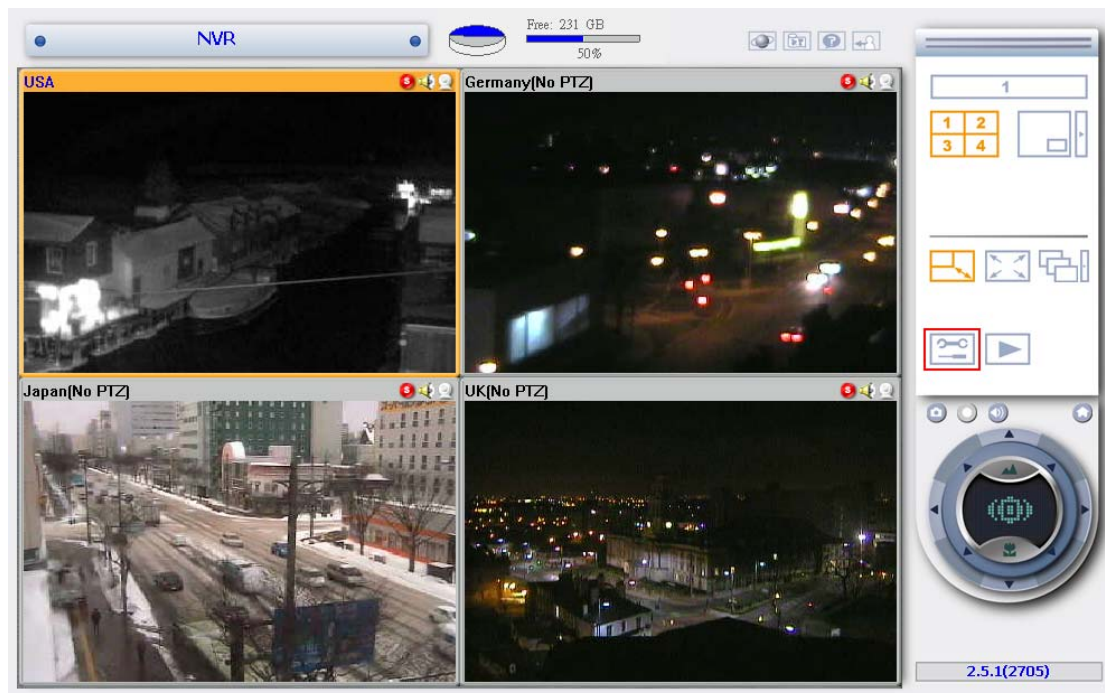 NVR
Free: 231 GB
50%
USA
Germany(No PTZ)
1
1 2
3 4
Japan(No PTZ)
UK(No PTZ)
2.5.1(2705)